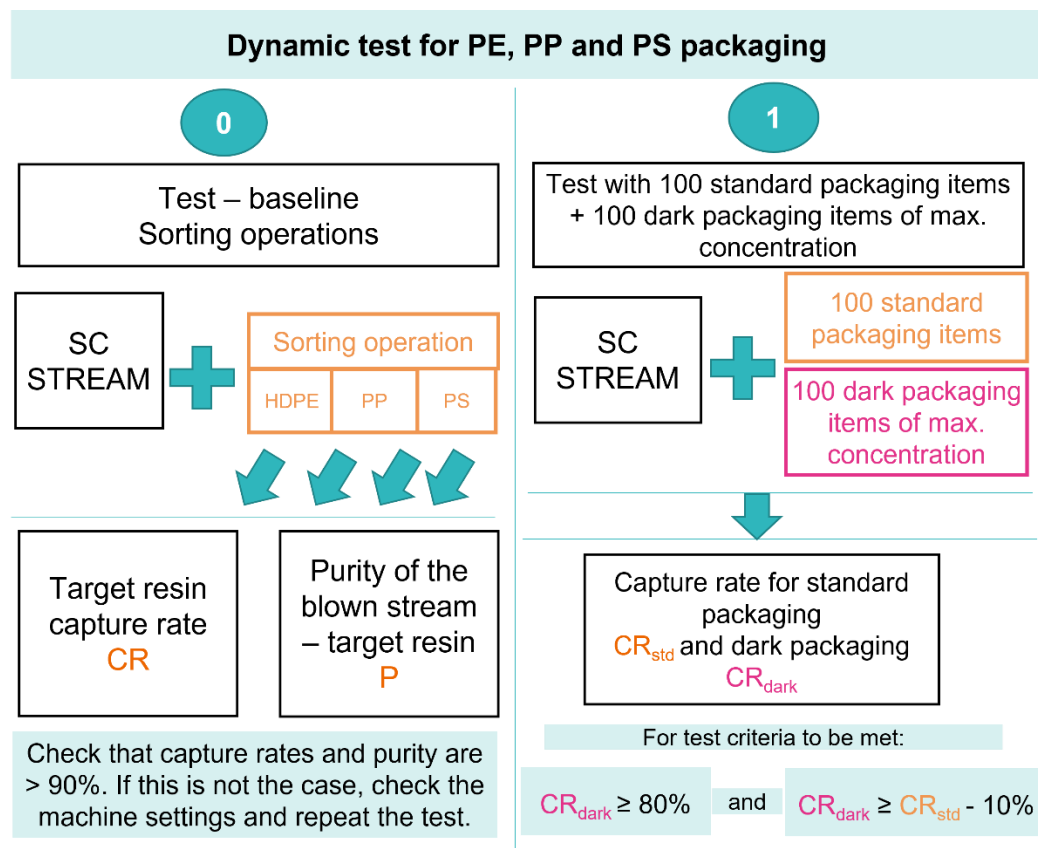 Dynamic test for PE, PP and PS packaging
0
Test – baseline
Sorting operations
SC
STREAM
Sorting operation
HDPE
PP
PS
Target resin
capture rate
CR
Purity of the
blown stream
– target resin
P
Check that capture rates and purity are
> 90%. If this is not the case, check the
machine settings and repeat the test.
1
Test with 100 standard packaging items
+ 100 dark packaging items of max.
concentration
SC
STREAM
100 standard
packaging items
100 dark packaging
items of max.
concentration
Capture rate for standard
packaging
CRstd and dark packaging
CRdark
For test criteria to be met:
CRdark ≥ 80%
and
CRdark ≥ CRstd - 10%